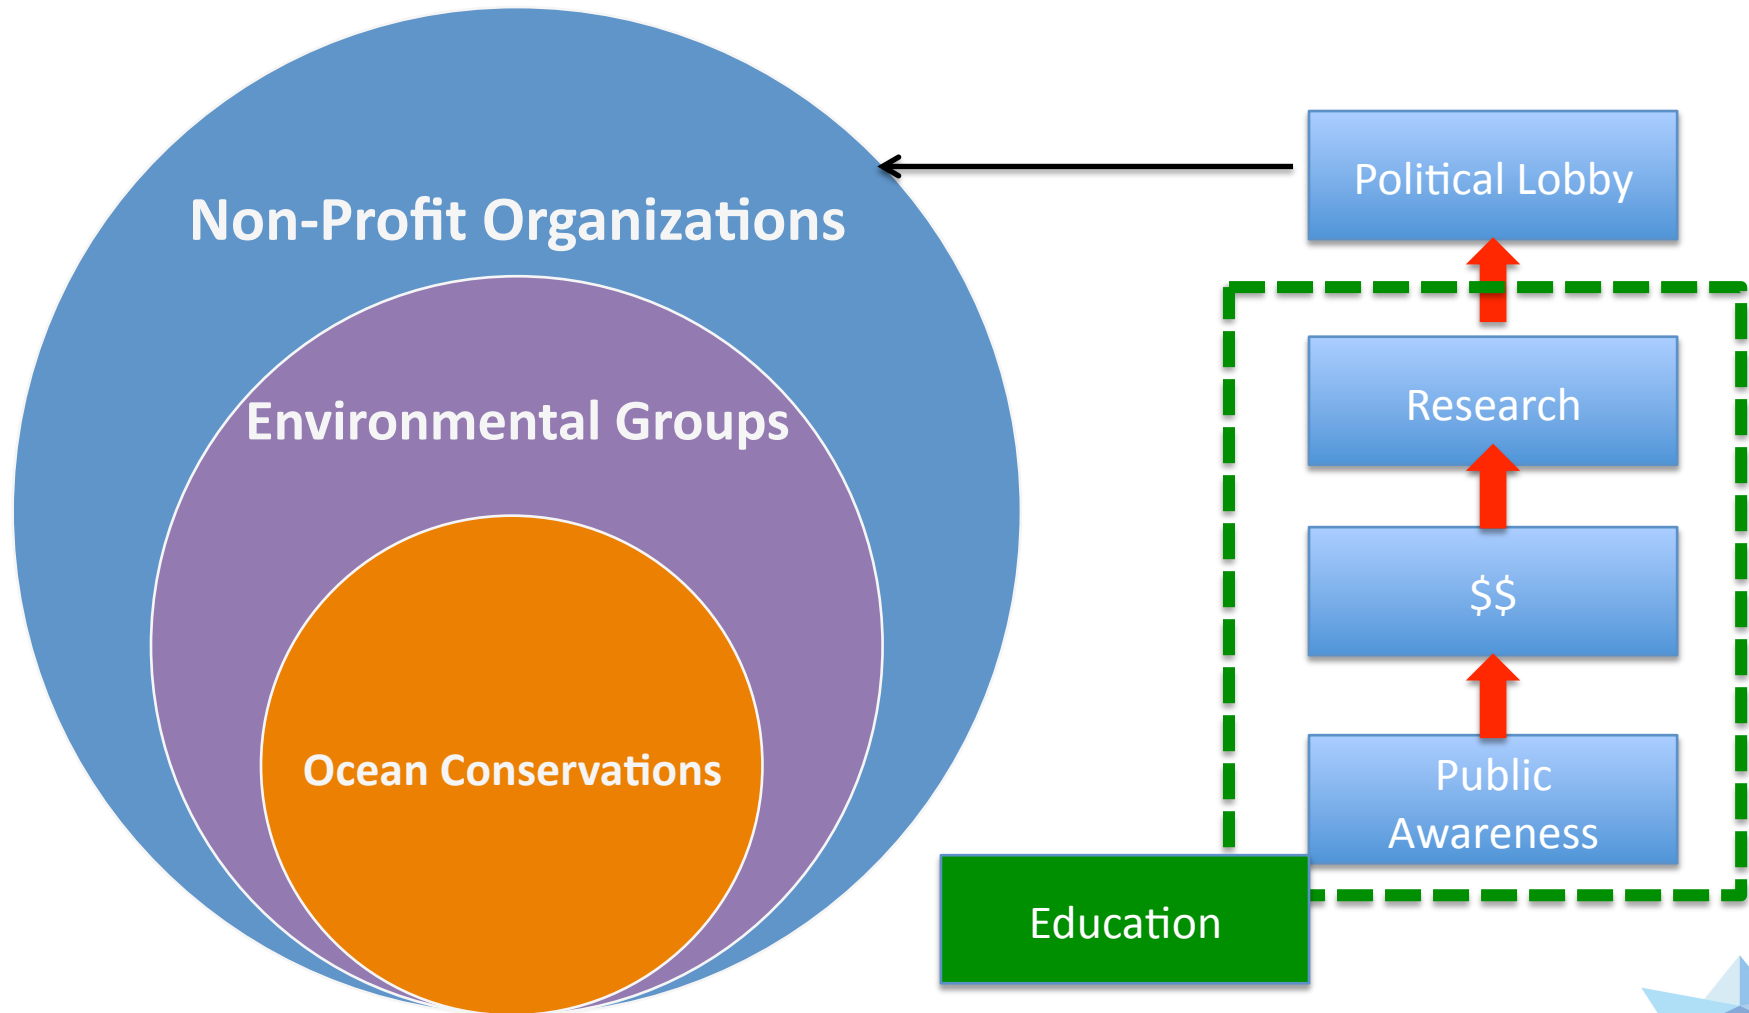 Non-Profit Organizations
Environmental Groups
Ocean Conservations
Political Lobby
Research
$$
Public
Awareness
Education